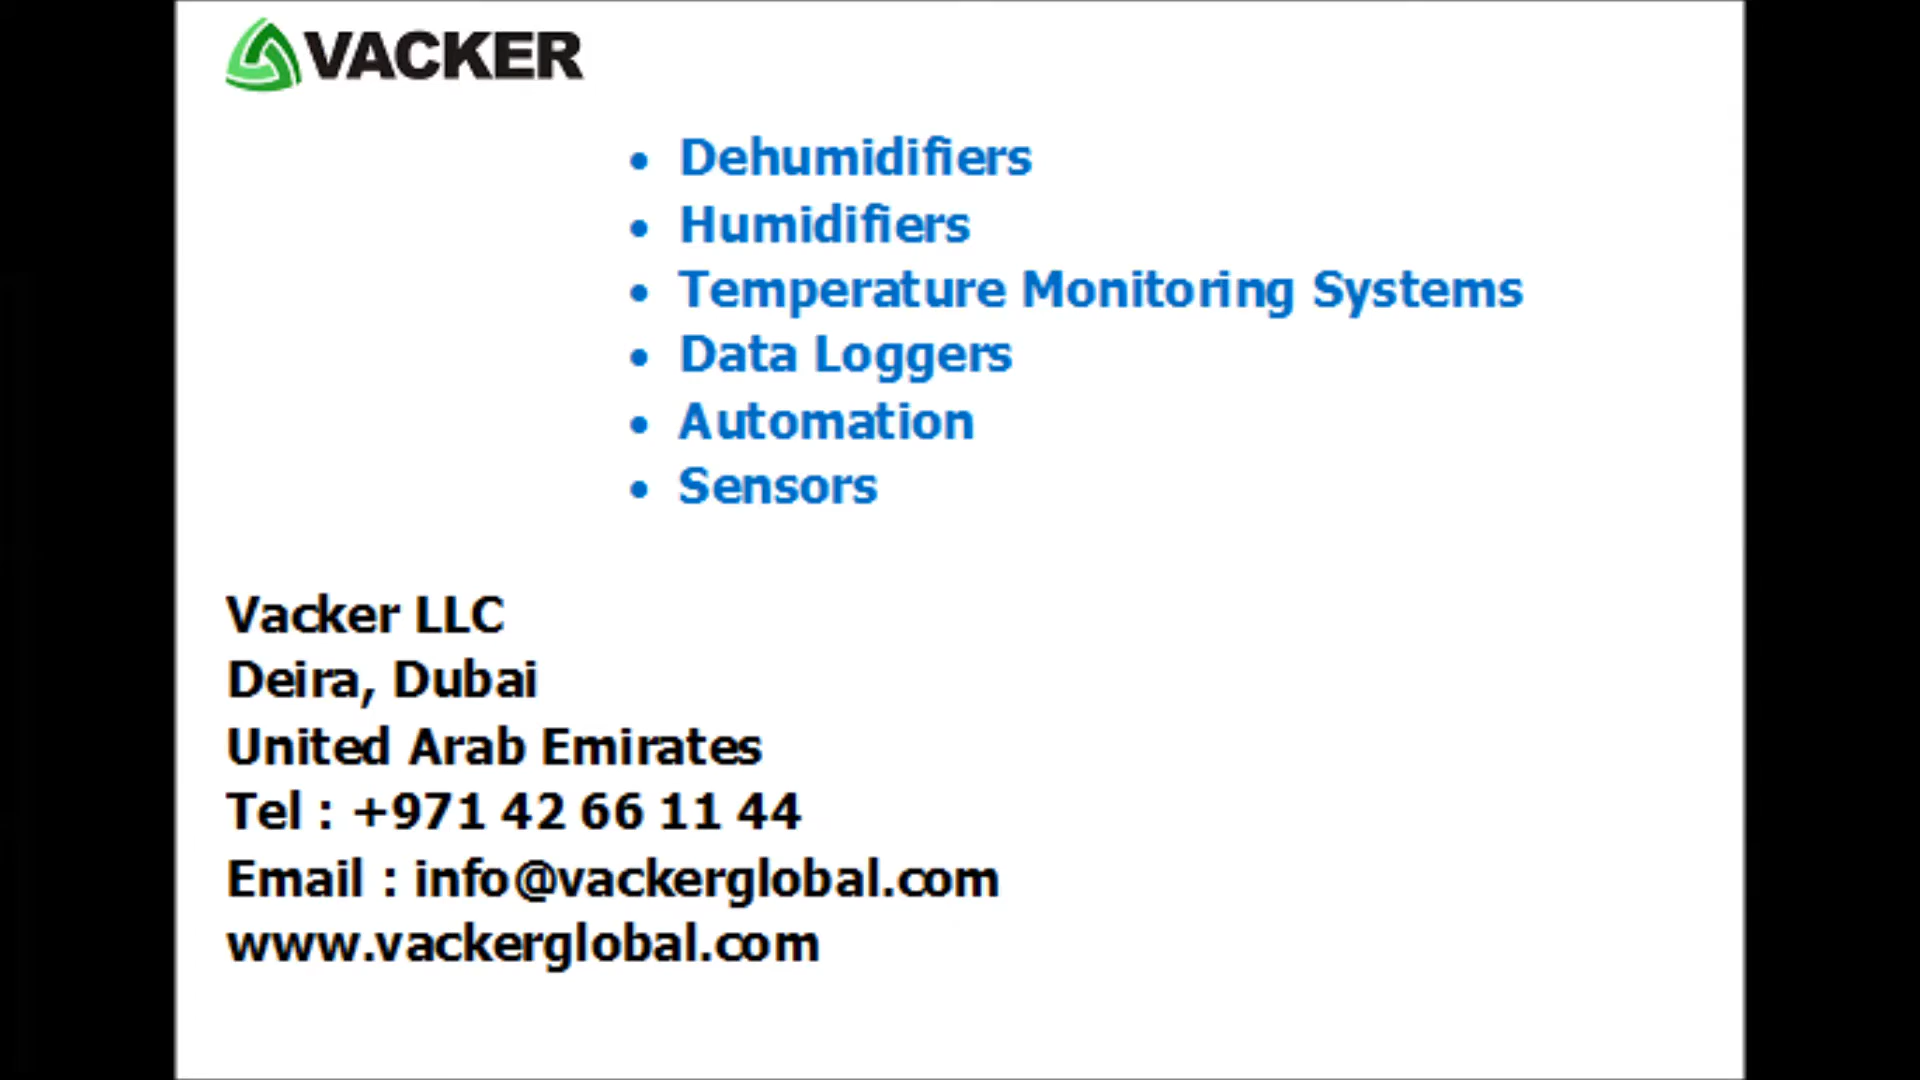 VACKER
• Dehumidifiers
• Humidifiers
• Temperature Monitoring Systems
• Data Loggers
• Automation
• Sensors
Vacker LLC
Deira, Dubai
United Arab Emirates
Tel : +971 42 66 11 44
Email : info@vackerglobal.com
www.vackerglobal.com